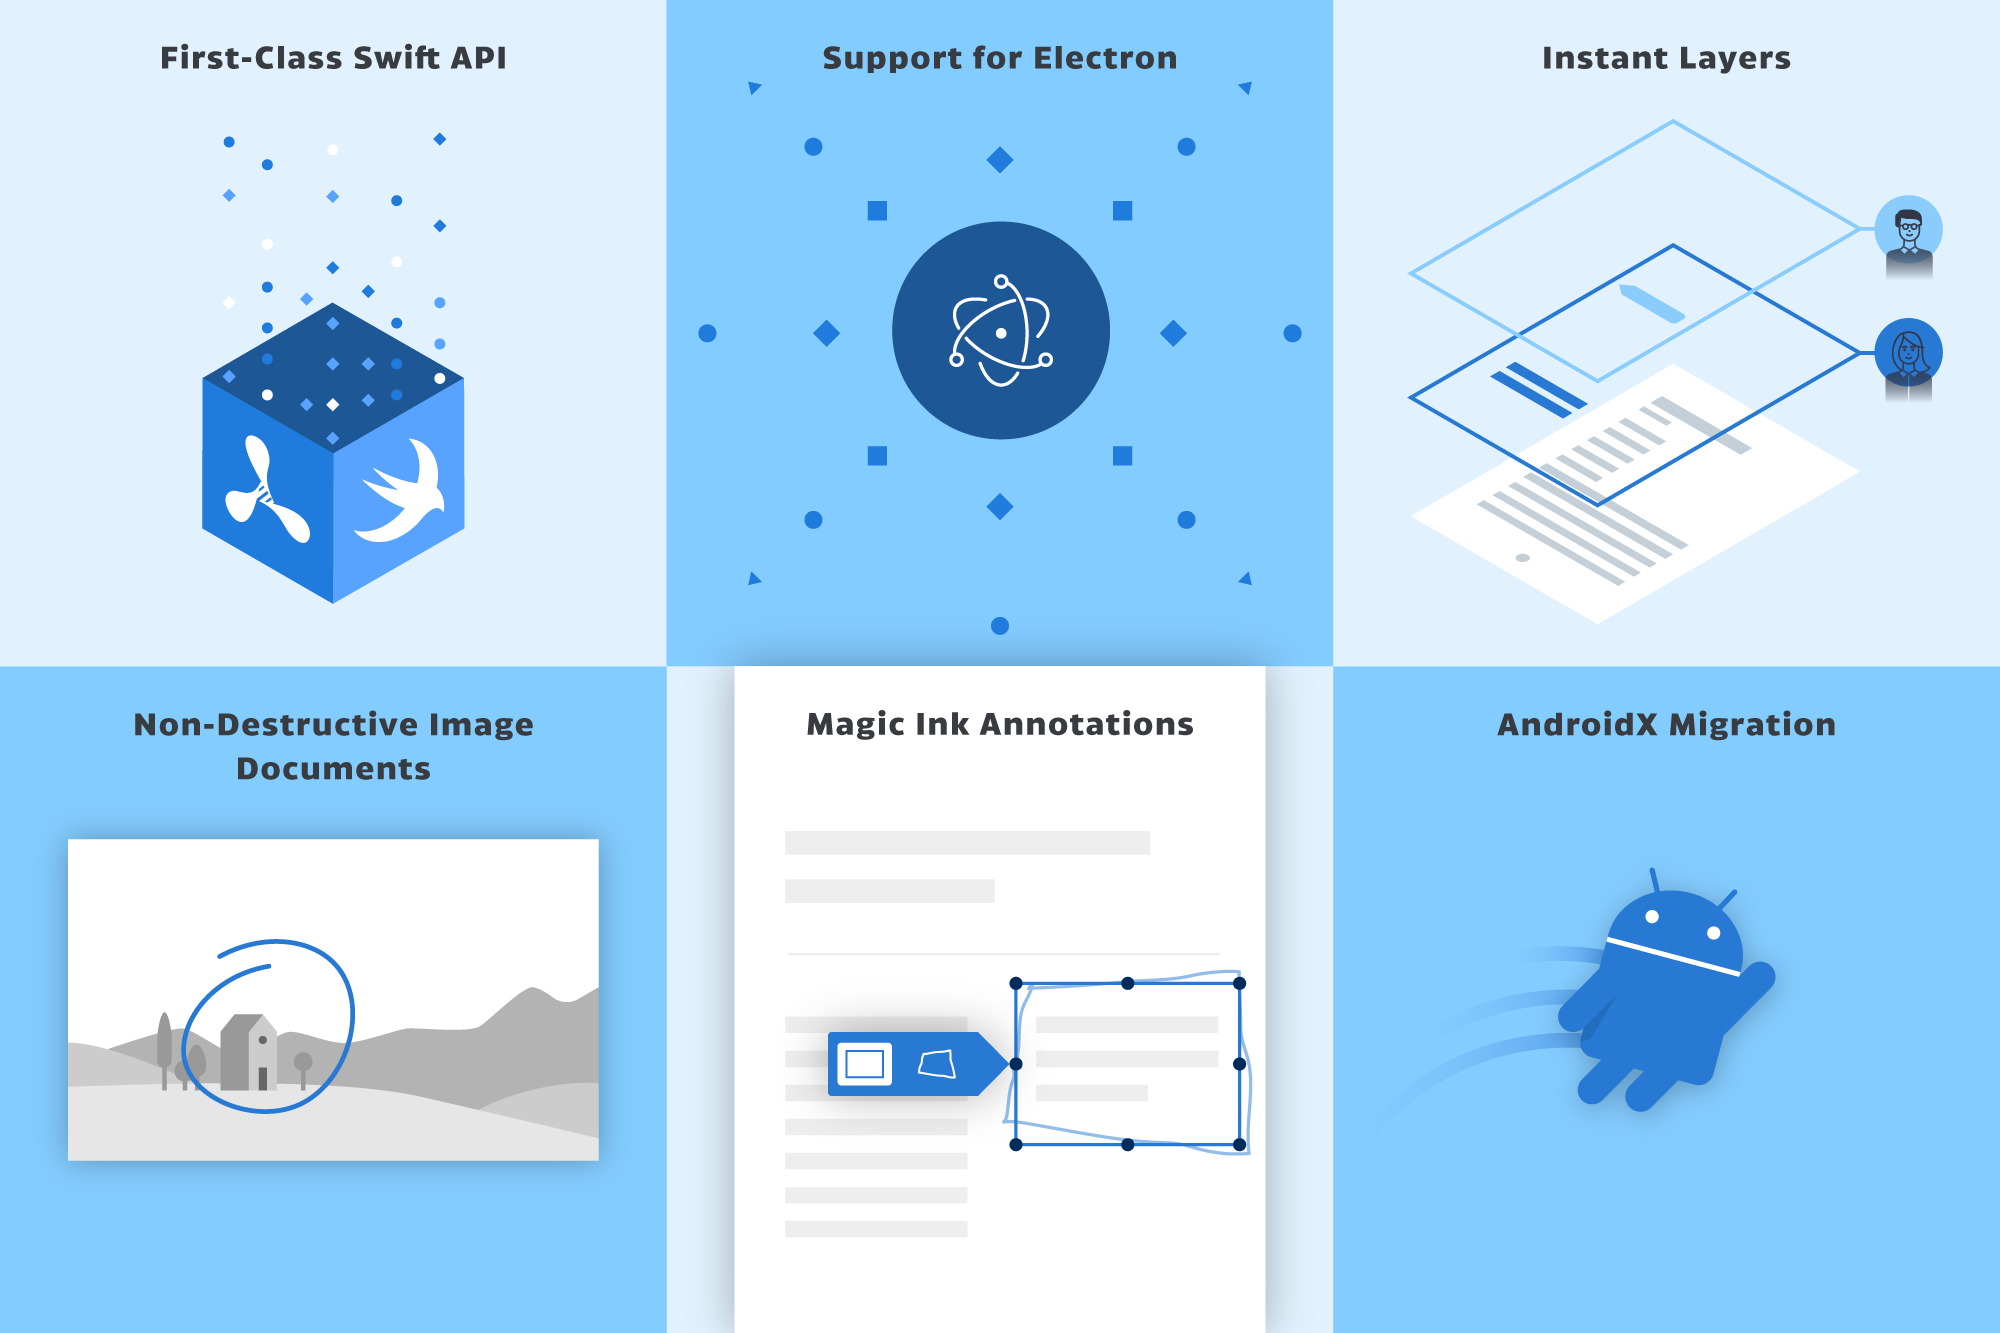 First-Class Swift API
Support for Electron
Instant Layers
Non-Destructive Image
Documents
Magic Ink Annotations
AndroidX Migration